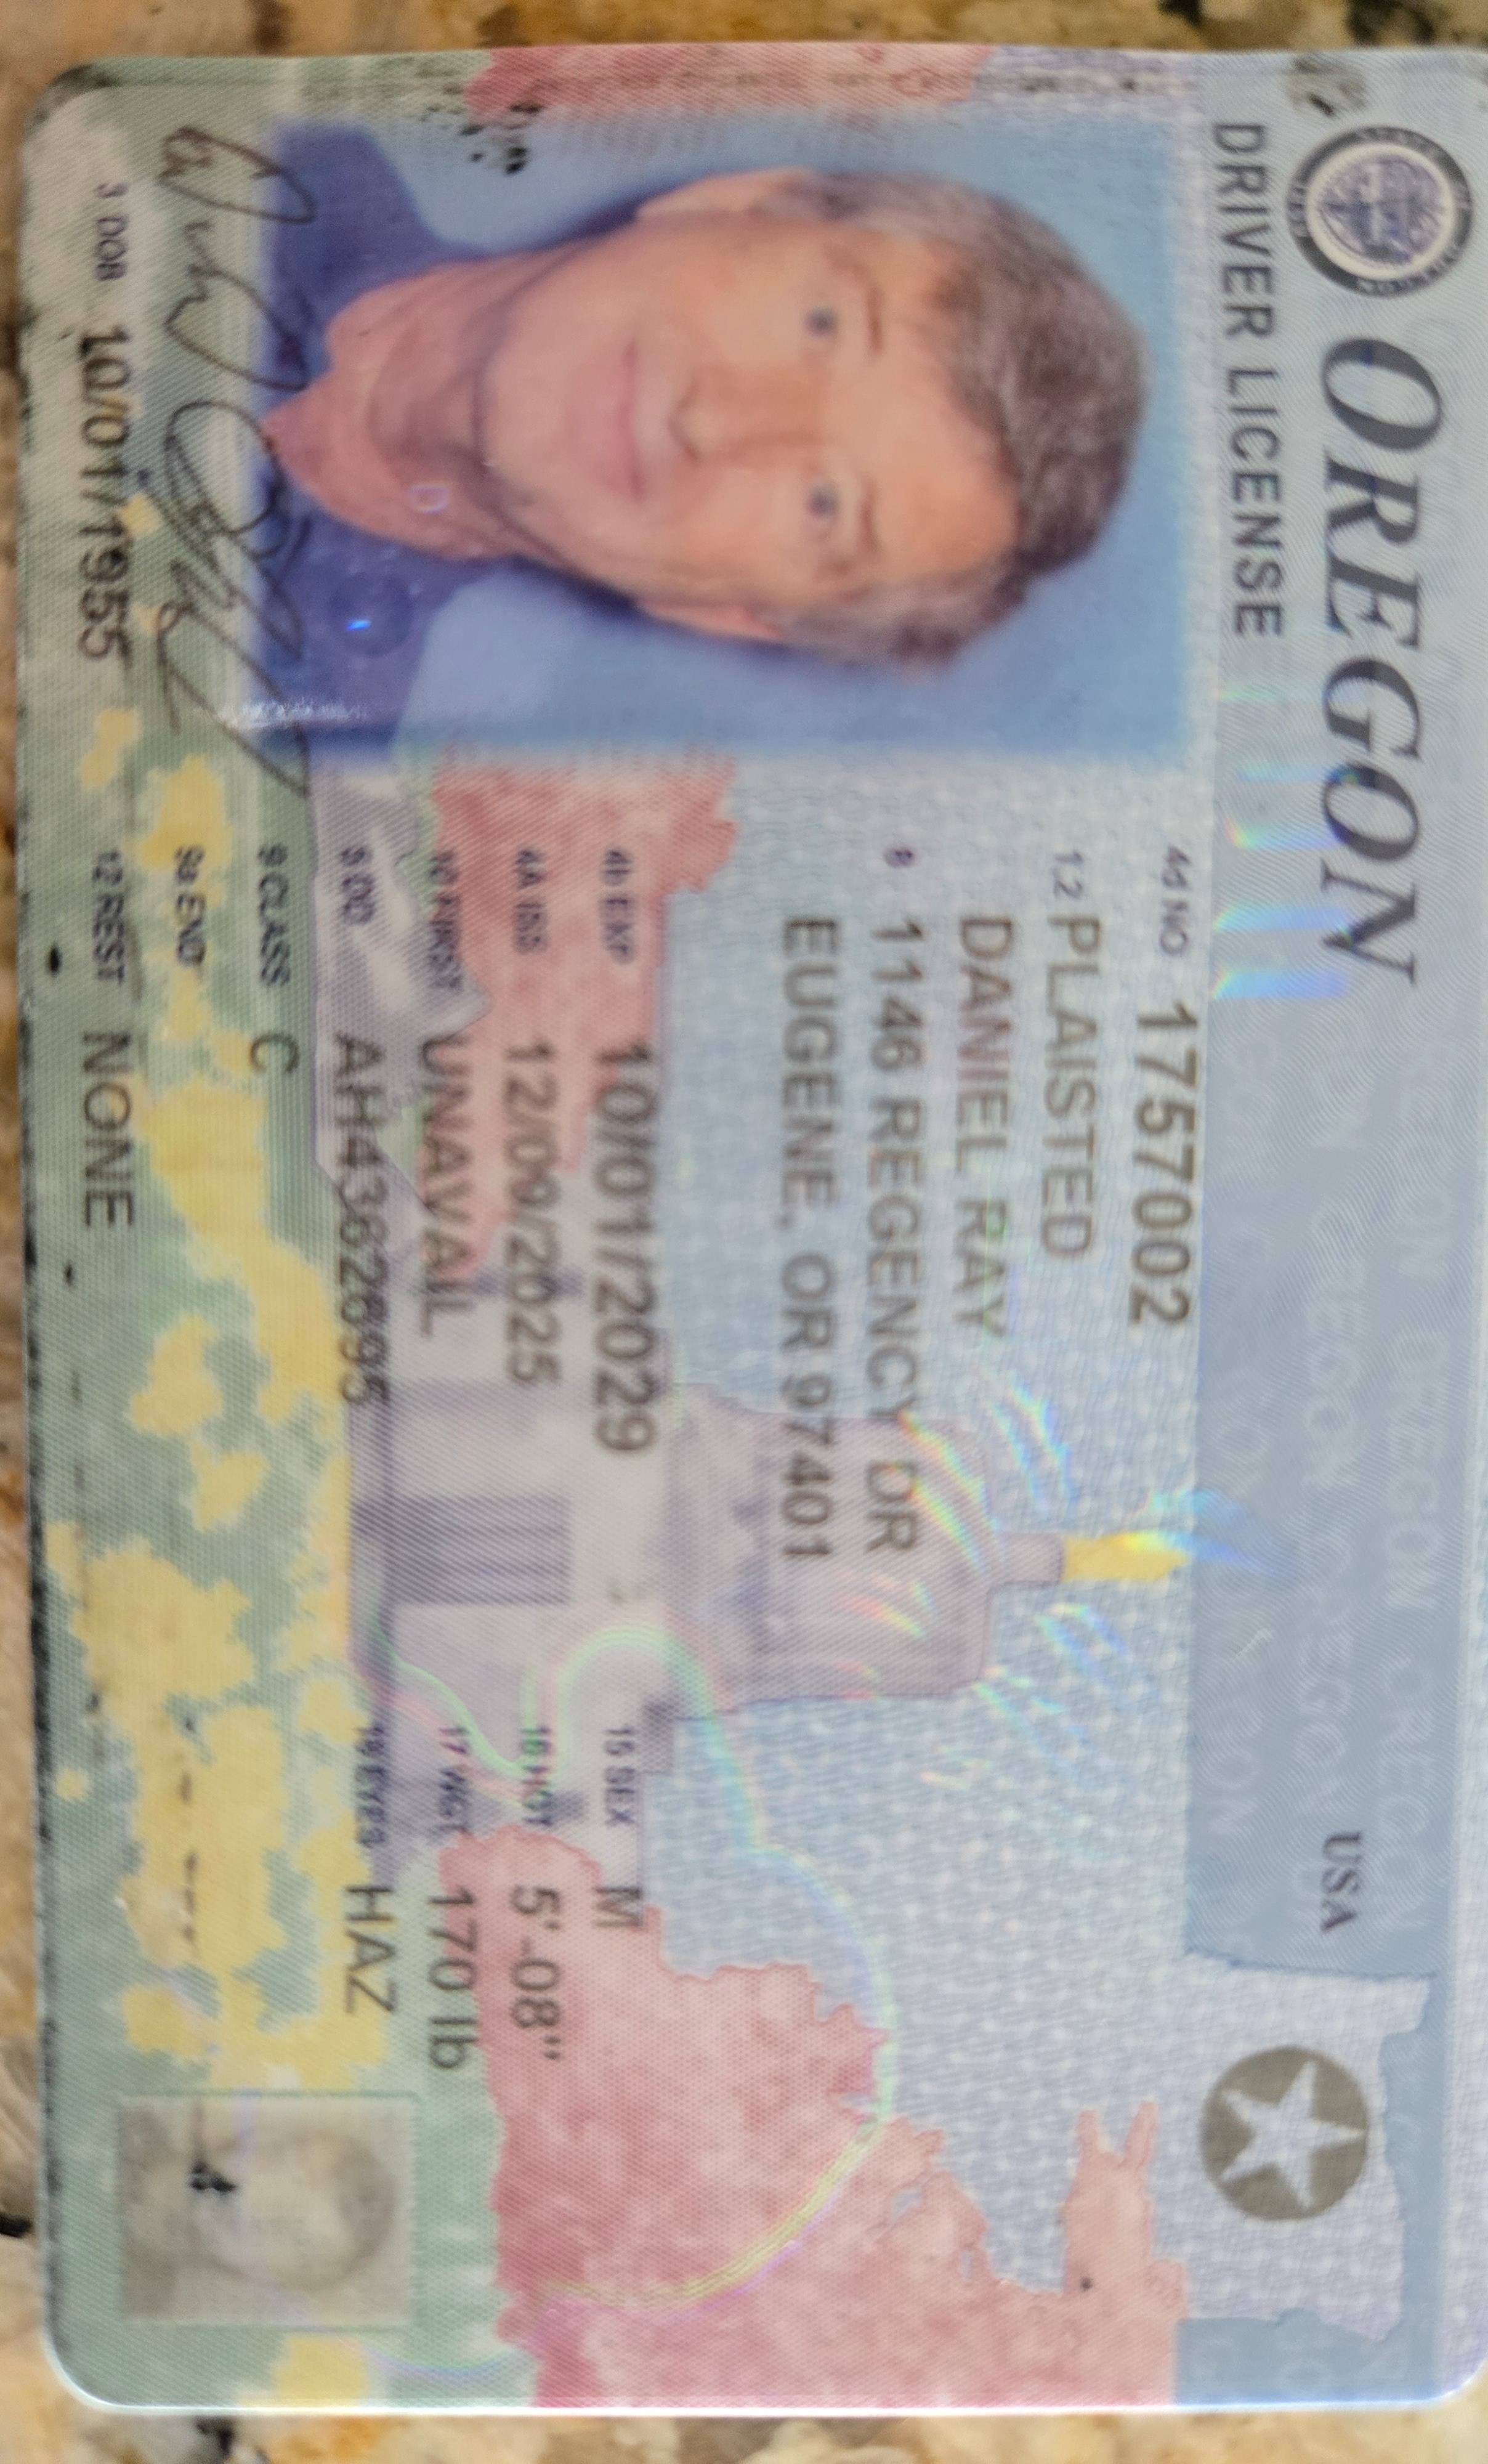 OREGON
USA
DRIVER LICENSE
4d NO 1757002
1,2 PLAISTED
DANIEL RAY
8 1146 REGENCY DR
EUGENE, OR 97401
4b EXP 10/01/2029
15 SEX M
4A ISS 12/09/2025
16 HGT 5'-08"
10 FIRST UNAVAIL
17 WGT 170 lb
5 DD AH4362695
18 EYES HAZ
9 CLASS C
9a END
3 DOB 10/01/1955
12 REST NONE